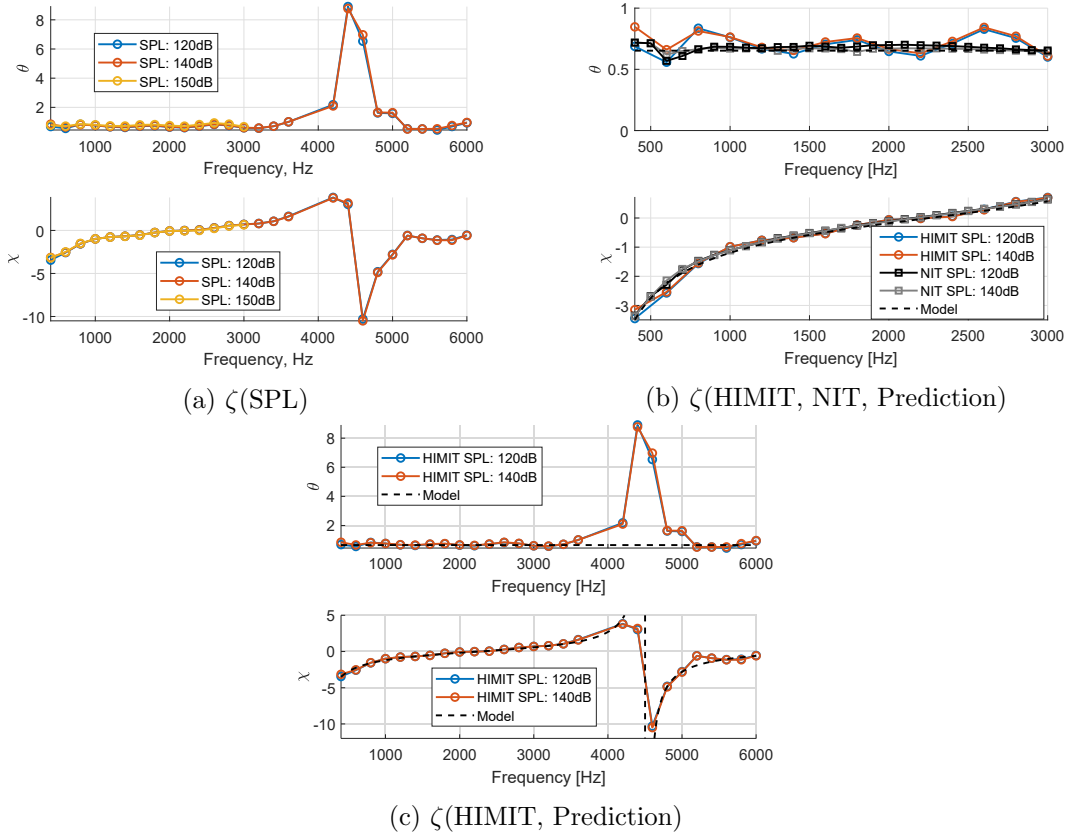 8
6
4
2
θ
SPL: 120dB
SPL: 140dB
SPL: 150dB
1000 2000 3000 4000 5000 6000
Frequency, Hz
0
-5
-10
χ
SPL: 120dB
SPL: 140dB
SPL: 150dB
1000 2000 3000 4000 5000 6000
Frequency, Hz
(a) ζ(SPL)
1
0.5
0
θ
500 1000 1500 2000 2500 3000
Frequency [Hz]
0
-1
-2
-3
χ
HIMIT SPL: 120dB
HIMIT SPL: 140dB
NIT SPL: 120dB
NIT SPL: 140dB
Model
500 1000 1500 2000 2500 3000
Frequency [Hz]
(b) ζ(HIMIT, NIT, Prediction)
8
6
4
2
θ
HIMIT SPL: 120dB
HIMIT SPL: 140dB
Model
1000 2000 3000 4000 5000 6000
Frequency [Hz]
5
0
-5
-10
χ
HIMIT SPL: 120dB
HIMIT SPL: 140dB
Model
1000 2000 3000 4000 5000 6000
Frequency [Hz]
(c) ζ(HIMIT, Prediction)